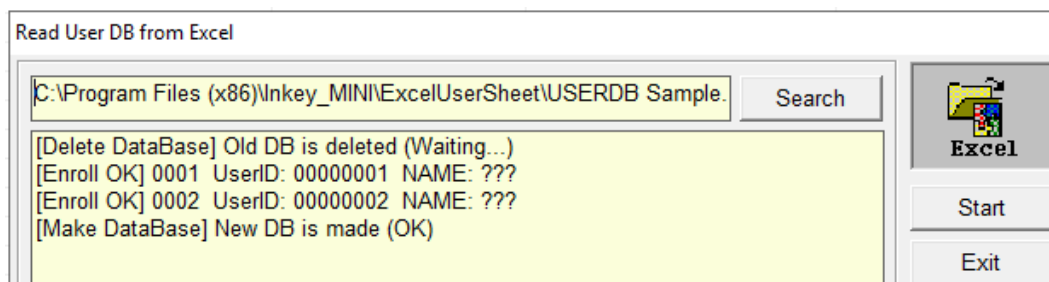 Read User DB from Excel
C:\Program Files (x86)\Inkey_MINI\ExcelUserSheet\USERDB Sample.
Search
Excel
[Delete DataBase] Old DB is deleted (Waiting...)
[Enroll OK] 0001  UserID: 00000001  NAME: ???
[Enroll OK] 0002  UserID: 00000002  NAME: ???
[Make DataBase] New DB is made (OK)
Start
Exit